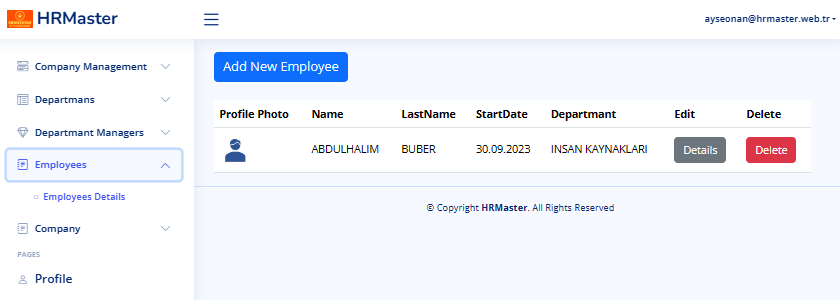 HRMaster
ayseonan@hrmaster.web.tr
Company Management
Departmans
Departmant Managers
Employees
Employees Details
Company
PAGES
Profile
Add New Employee
Profile Photo Name LastName StartDate Departmant Edit Delete
ABDULHALIM BUBER 30.09.2023 INSAN KAYNAKLARI Details Delete
© Copyright HRMaster. All Rights Reserved